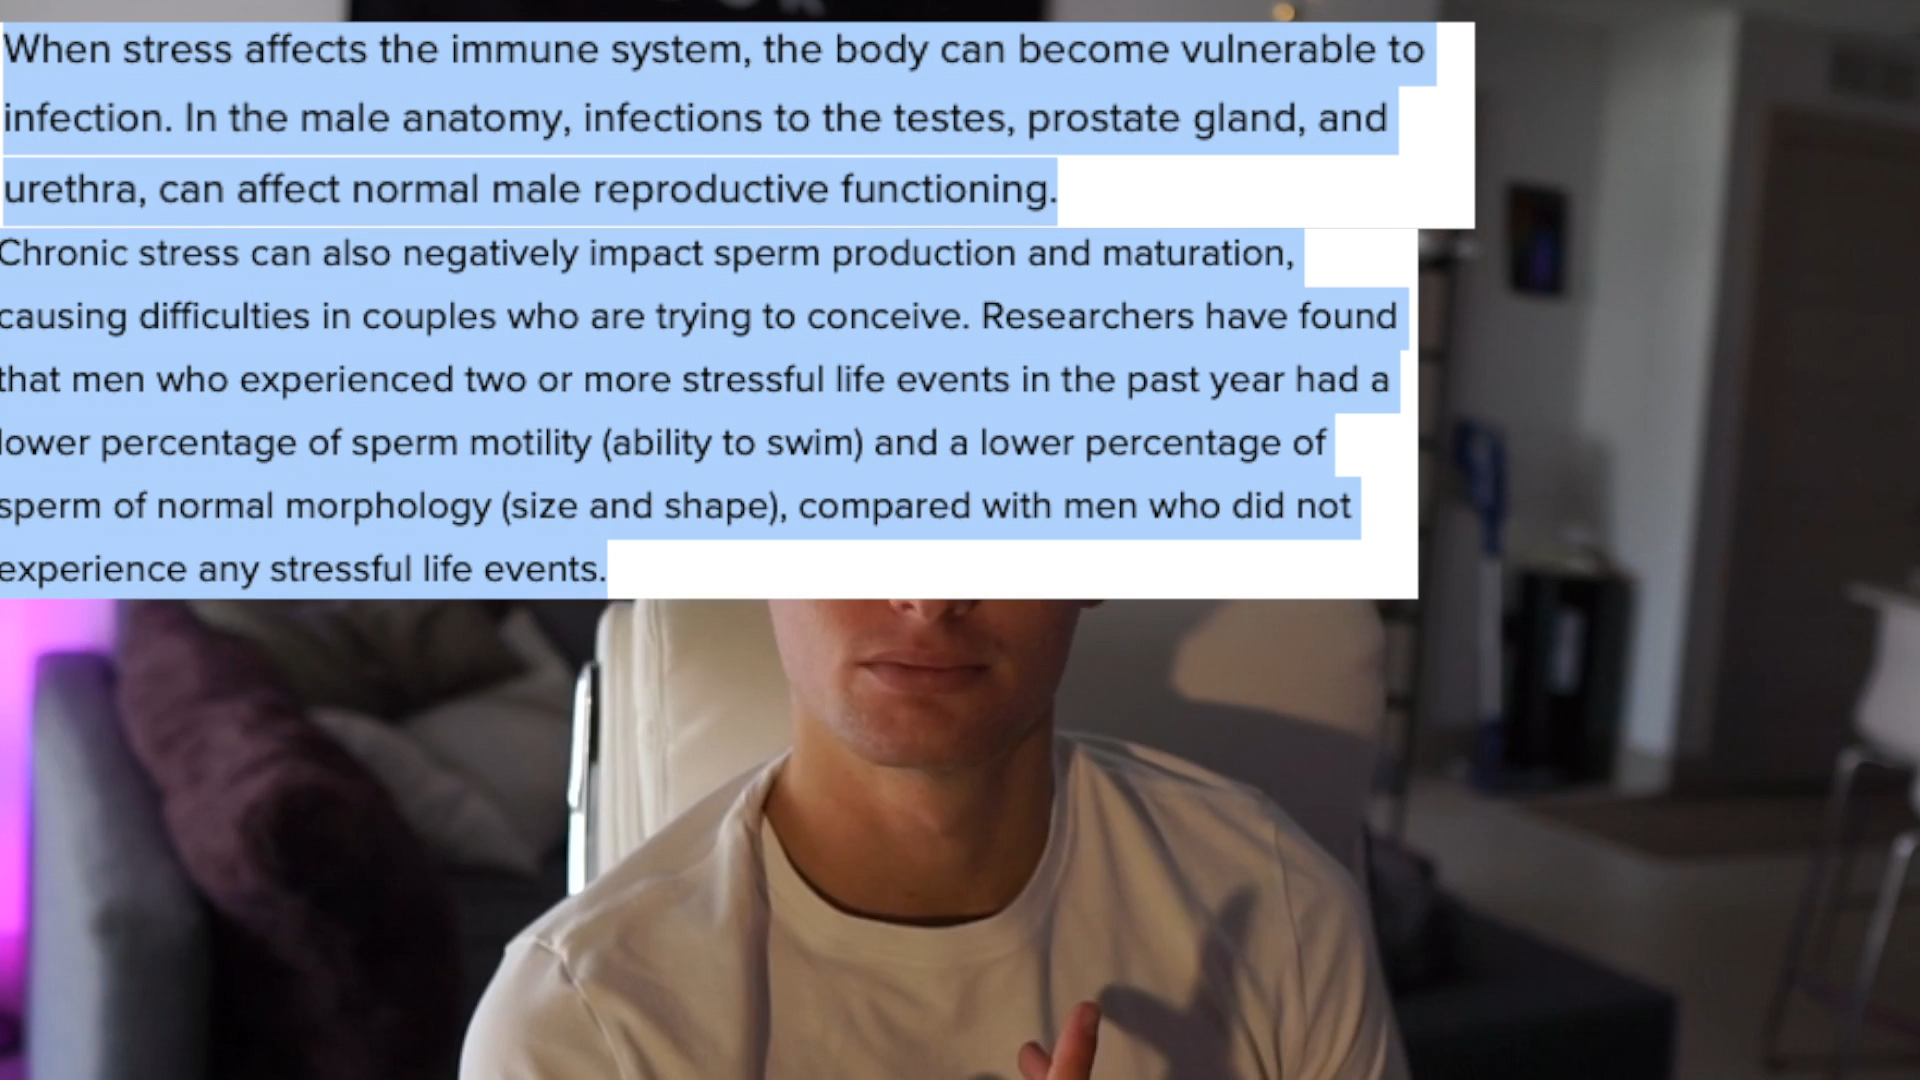 When stress affects the immune system, the body can become vulnerable to
infection. In the male anatomy, infections to the testes, prostate gland, and
urethra, can affect normal male reproductive functioning.
Chronic stress can also negatively impact sperm production and maturation,
causing difficulties in couples who are trying to conceive. Researchers have found
that men who experienced two or more stressful life events in the past year had a
lower percentage of sperm motility (ability to swim) and a lower percentage of
sperm of normal morphology (size and shape), compared with men who did not
experience any stressful life events.